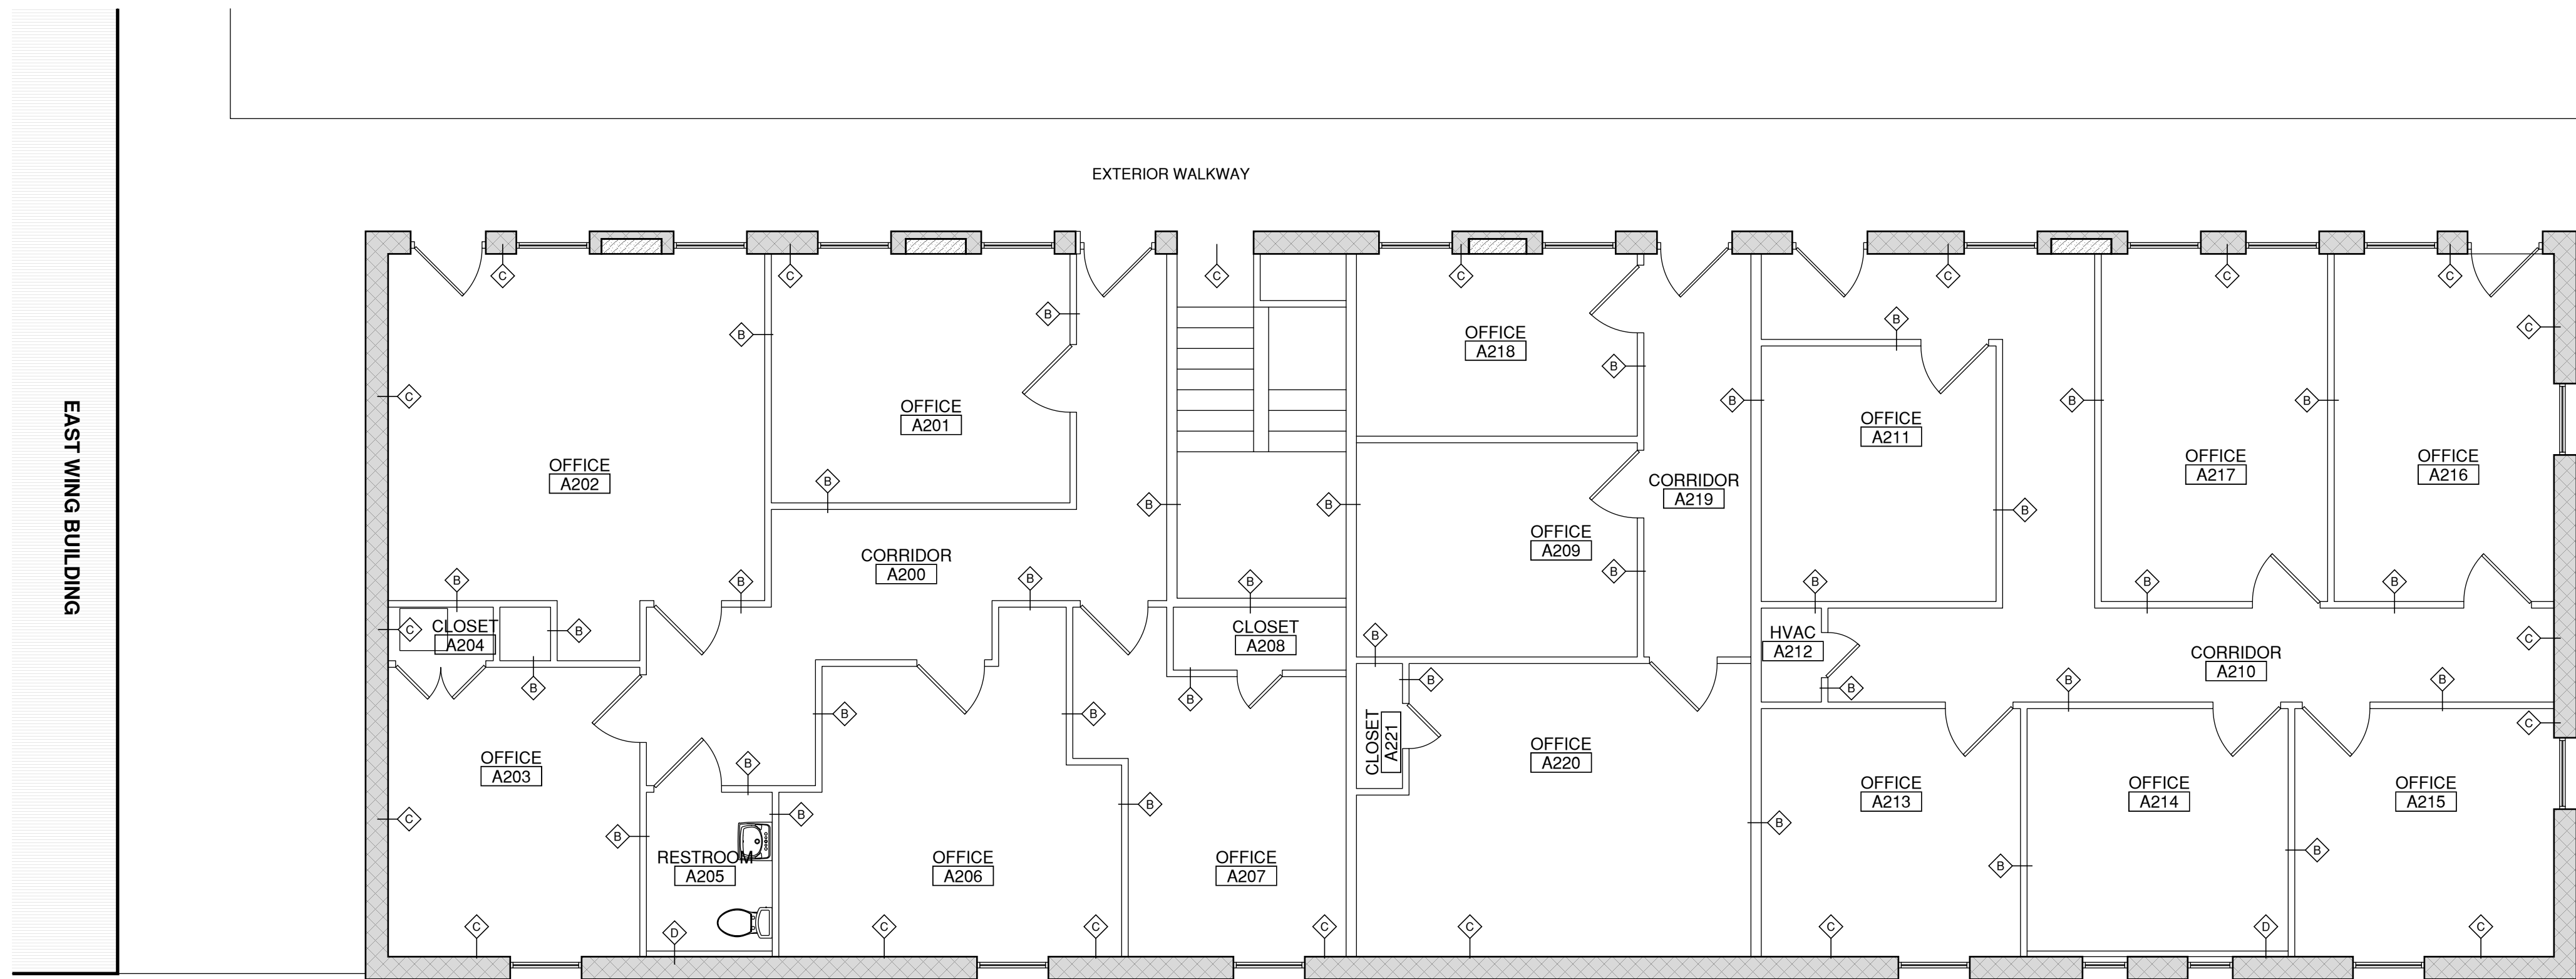 EXTERIOR WALKWAY
EAST WING BUILDING
C
C
C
C
C
C
C
B
C
B
OFFICE
A218
B
C
B
C
B
B
B
B
OFFICE
A201
OFFICE
A211
OFFICE
A202
B
CORRIDOR
A219
OFFICE
A217
OFFICE
A216
B
B
B
OFFICE
A209
CORRIDOR
A200
B
B
B
B
B
B
B
B
C
CLOSET
A204
B
CLOSET
A208
B
HVAC
A212
C
CORRIDOR
A210
B
B
B
B
B
B
B
B
C
CLOSET
A221
OFFICE
A203
B
OFFICE
A220
OFFICE
A213
OFFICE
A214
OFFICE
A215
C
B
B
B
B
B
RESTROOM
A205
OFFICE
A206
OFFICE
A207
B
B
C
D
C
C
C
C
C
D
C